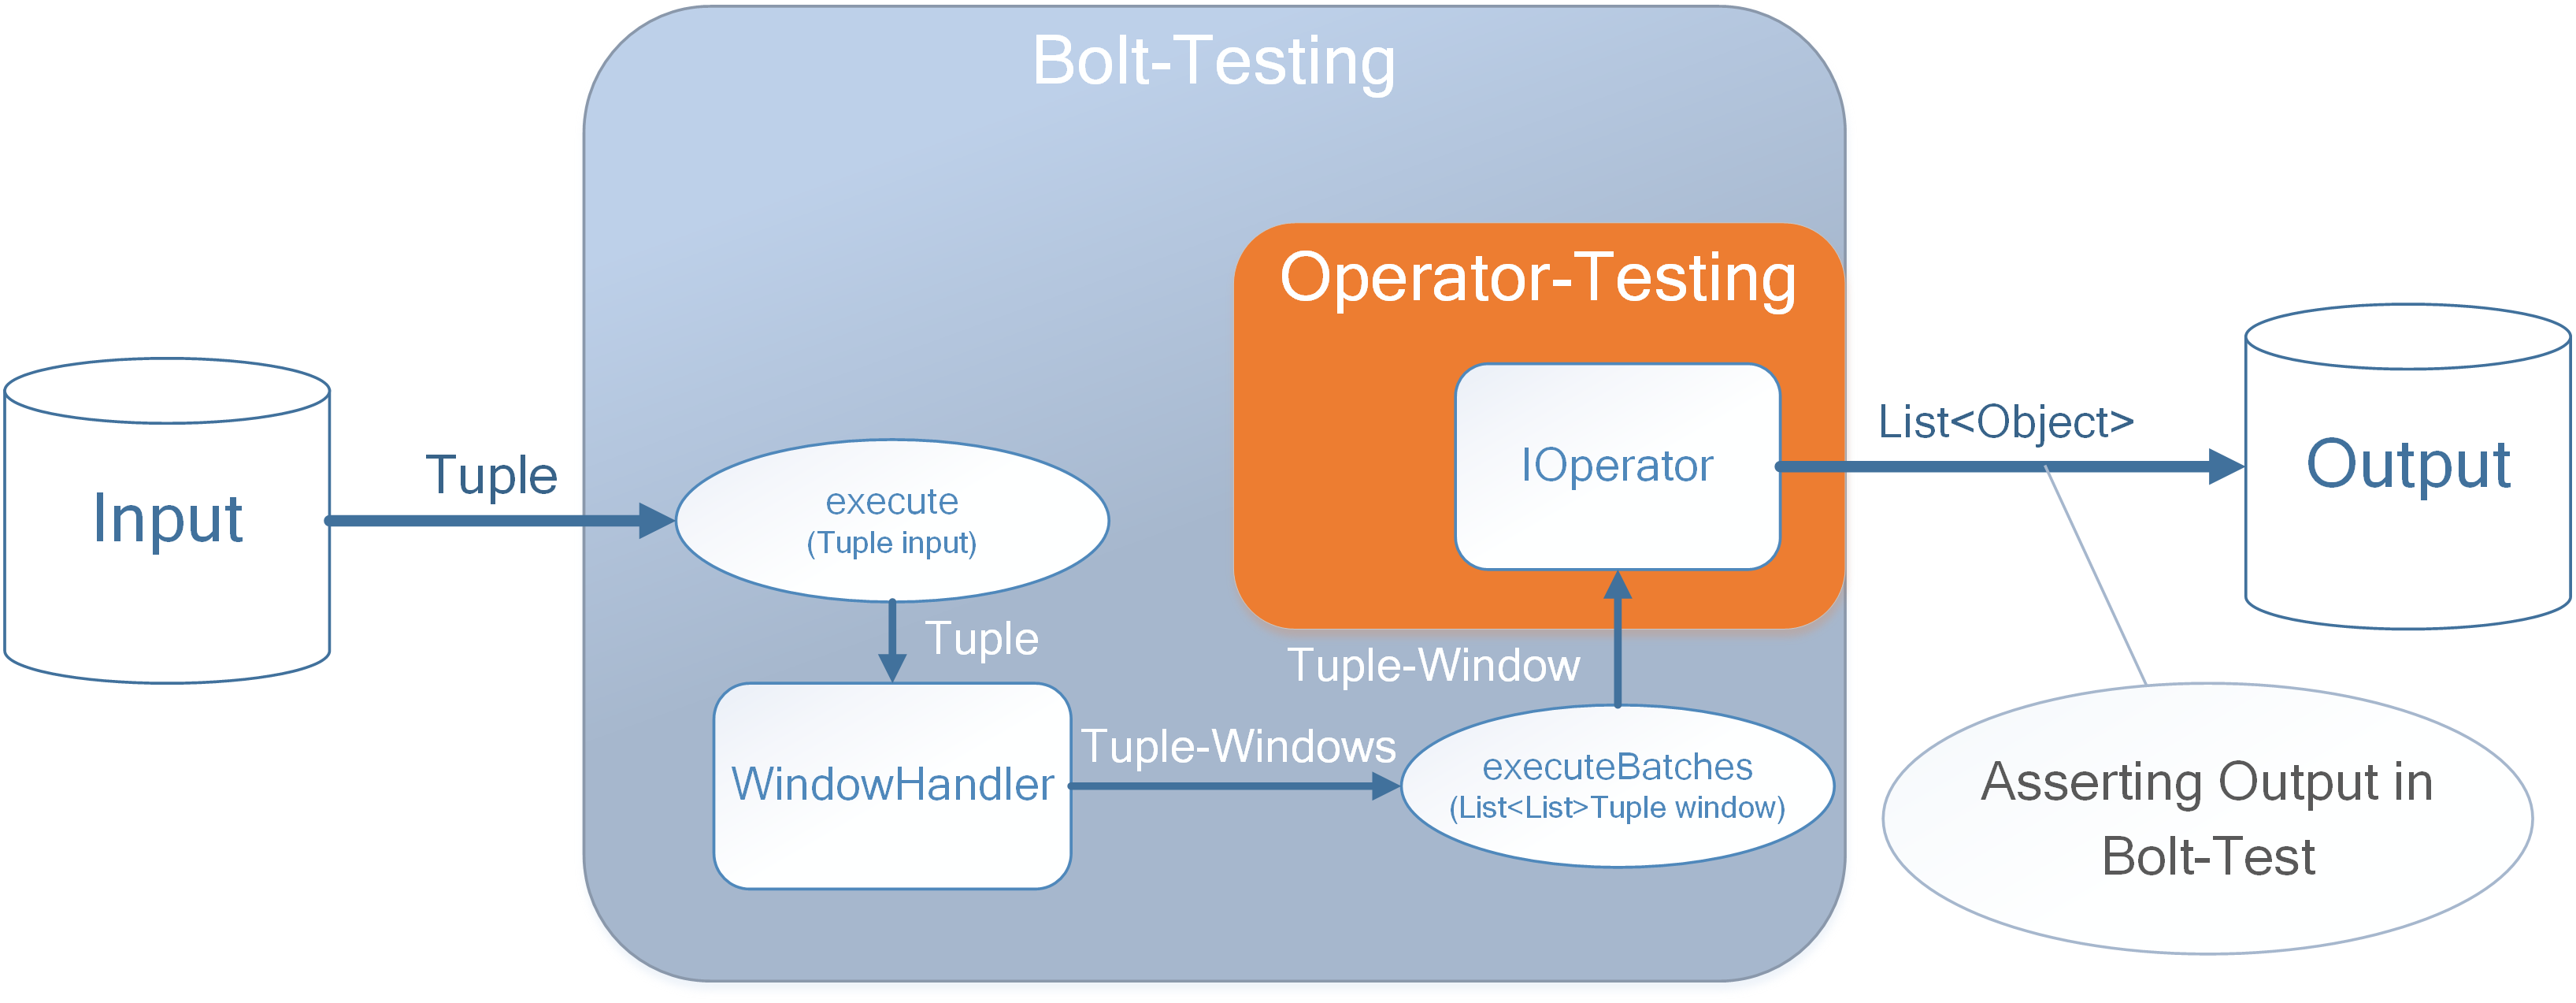 Bolt-Testing
Operator-Testing
Input
Tuple
execute
(Tuple input)
Tuple
WindowHandler
Tuple-Windows
executeBatches
(List<List>Tuple window)
Tuple-Window
IOperator
List<Object>
Output
Asserting Output in
Bolt-Test